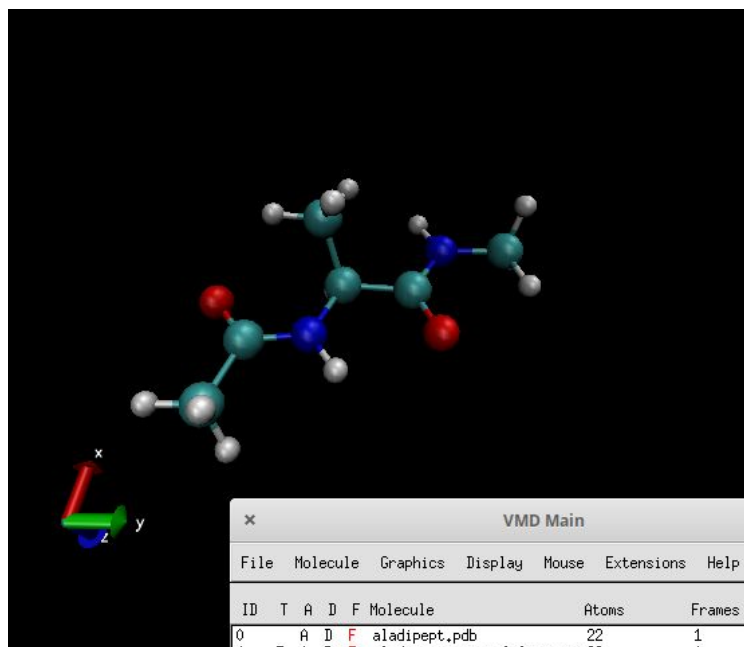 x
y
z
× VMD Main
File Molecule Graphics Display Mouse Extensions Help
ID T A D F Molecule Atoms Frames
0 A D F aladipept.pdb 22 1